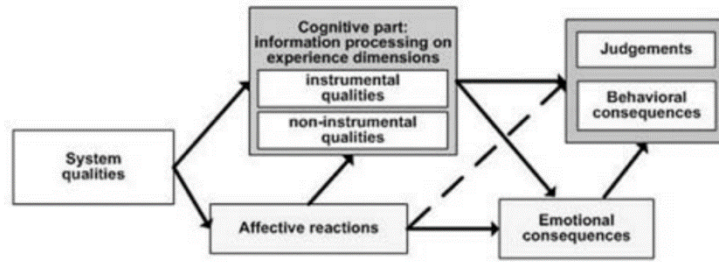 Cognitive part:
information processing on
experience dimensions
instrumental
qualities
non-instrumental
qualities
Judgements
Behavioral
consequences
System
qualities
Affective reactions
Emotional
consequences